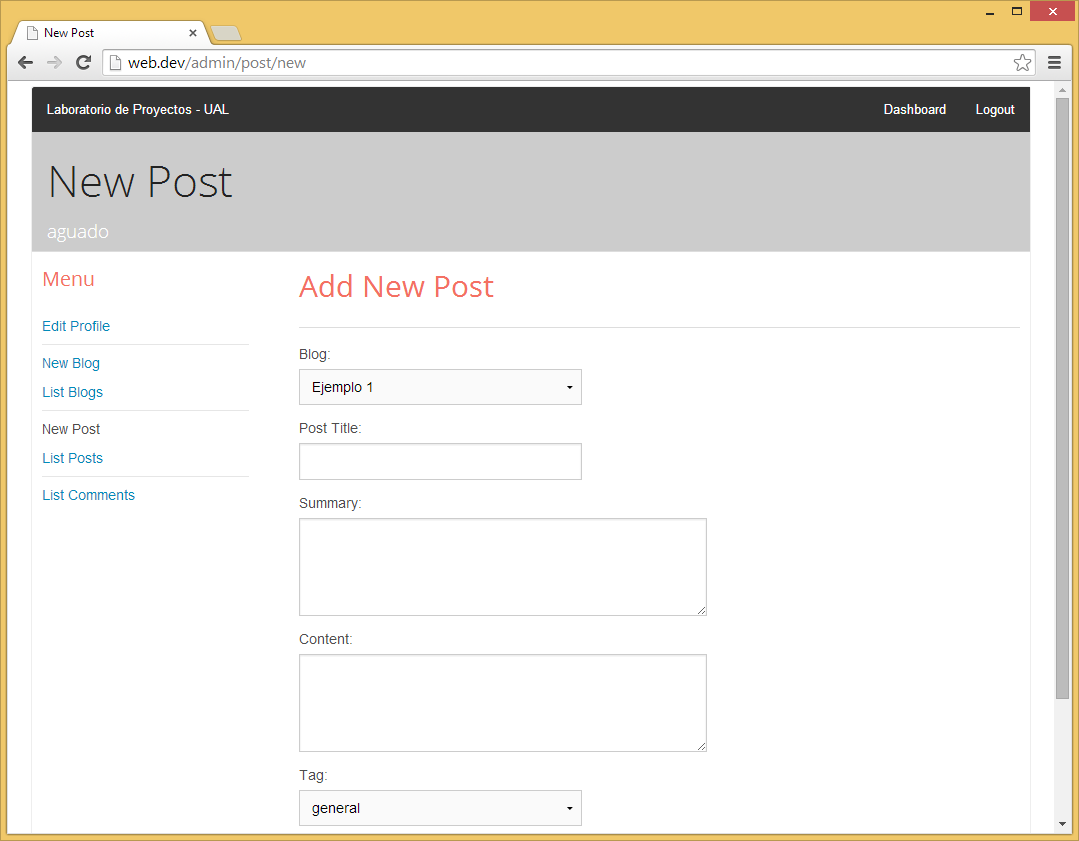 New Post
web.dev/admin/post/new
Laboratorio de Proyectos - UAL Dashboard Logout
New Post
aguado
Menu
Edit Profile
New Blog
List Blogs
New Post
List Posts
List Comments
Add New Post
Blog:
Ejemplo 1
Post Title:
Summary:
Content:
Tag:
general